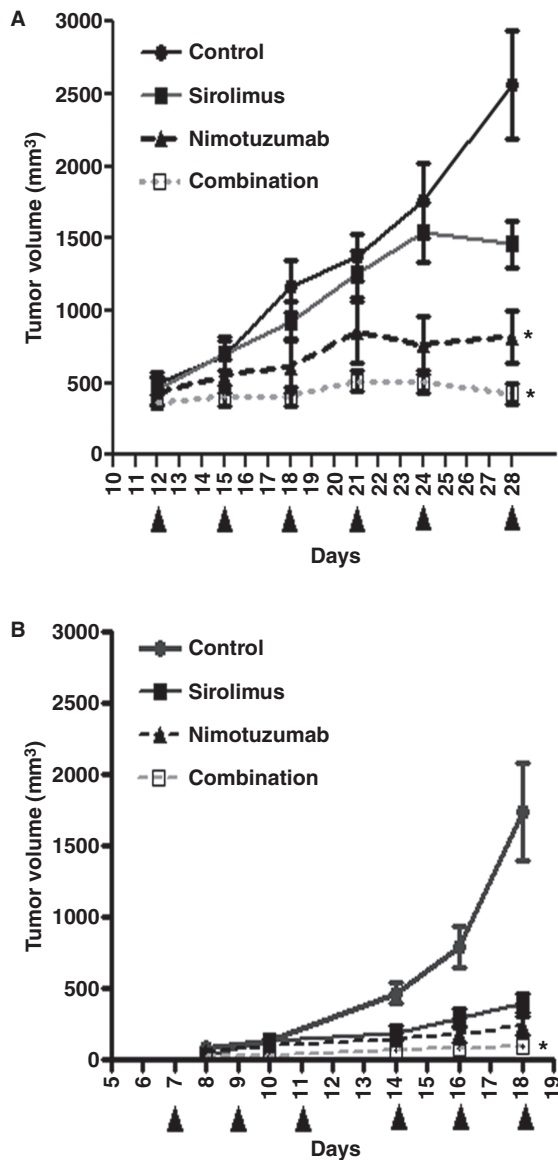 A
3000
2500
2000
1500
1000
500
0
Tumor volume (mm³)
Control
Sirolimus
Nimotuzumab
Combination
*
*
10 11 12 13 14 15 16 17 18 19 20 21 22 23 24 25 26 27 28
Days
B
3000
2500
2000
1500
1000
500
0
Tumor volume (mm³)
Control
Sirolimus
Nimotuzumab
Combination
*
5 6 7 8 9 10 11 12 13 14 15 16 17 18 19
Days